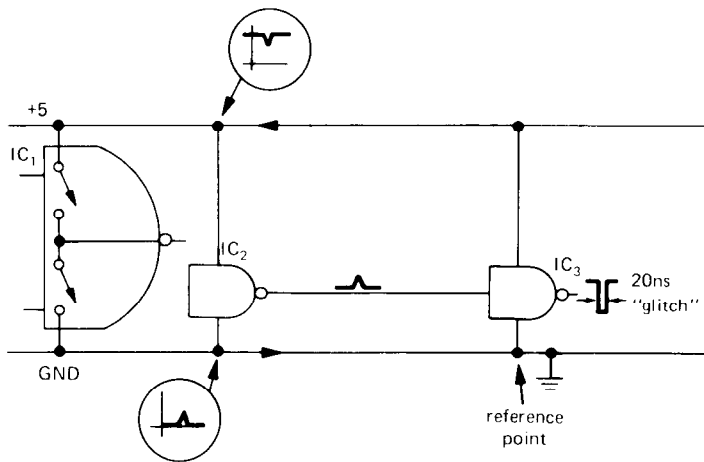 +5
IC1
IC2
IC3
20ns
"glitch"
GND
reference
point